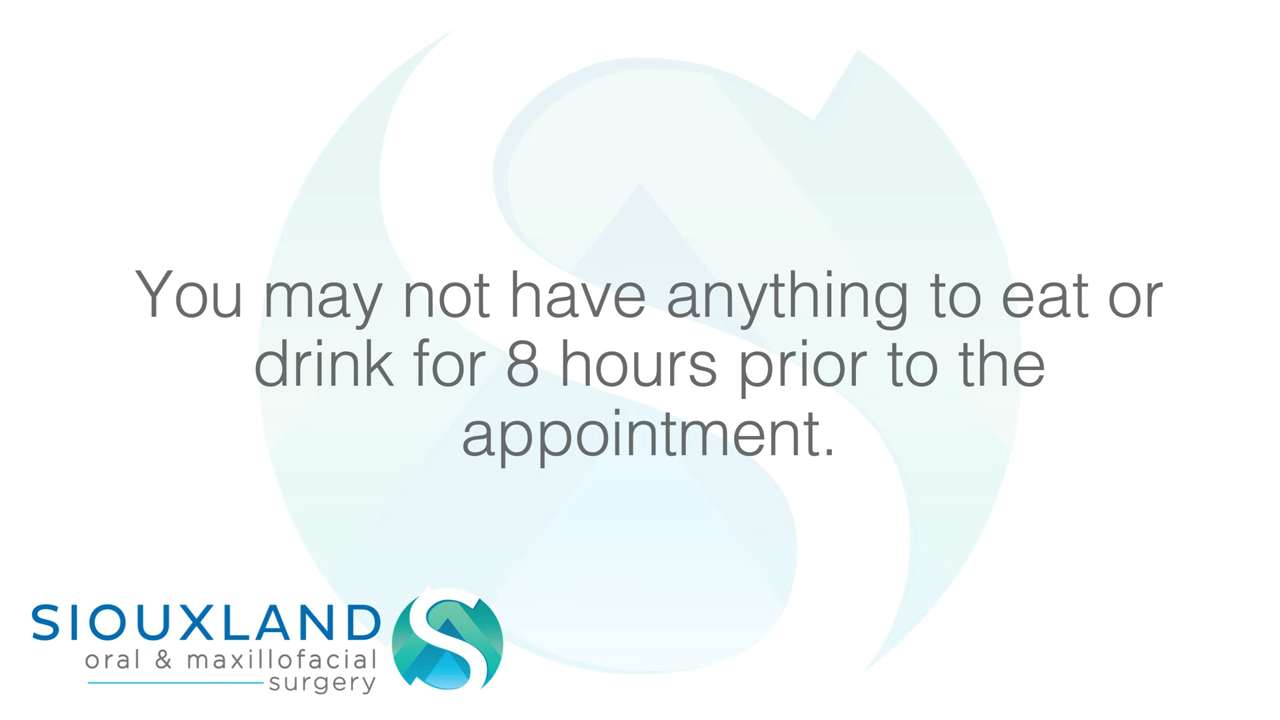 You may not have anything to eat or
drink for 8 hours prior to the
appointment.
SIOUXLAND
oral & maxillofacial
surgery